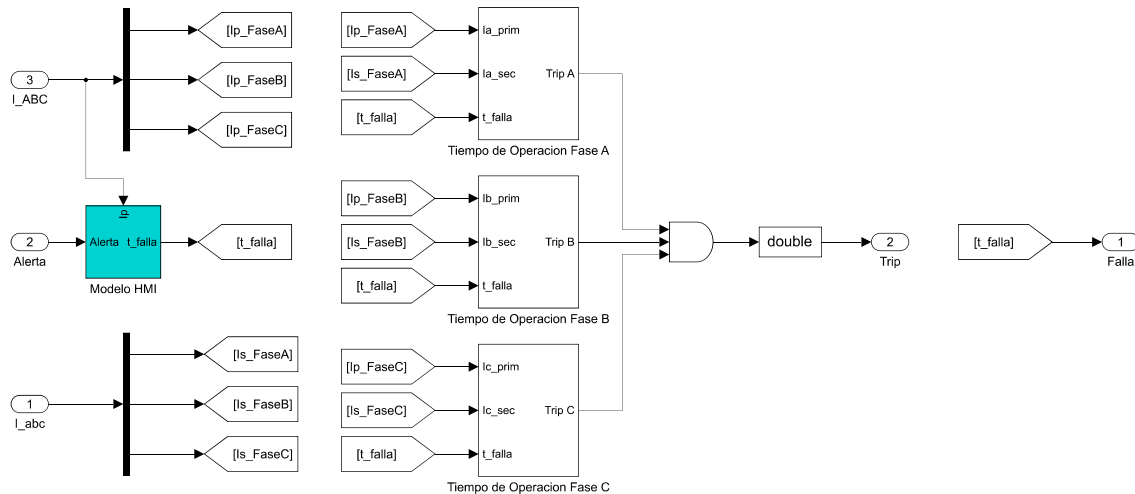 3
I_ABC
[Ip_FaseA]
[Ip_FaseB]
[Ip_FaseC]
2
Alerta
Ip
Alerta
t_falla
Modelo HMI
[t_falla]
1
I_abc
[Is_FaseA]
[Is_FaseB]
[Is_FaseC]
[Ip_FaseA]
[Is_FaseA]
[t_falla]
Ia_prim
Ia_sec
t_falla
Trip A
Tiempo de Operacion Fase A
[Ip_FaseB]
[Is_FaseB]
[t_falla]
Ib_prim
Ib_sec
t_falla
Trip B
Tiempo de Operacion Fase B
[Ip_FaseC]
[Is_FaseC]
[t_falla]
Ic_prim
Ic_sec
t_falla
Trip C
Tiempo de Operacion Fase C
double
2
Trip
[t_falla]
1
Falla